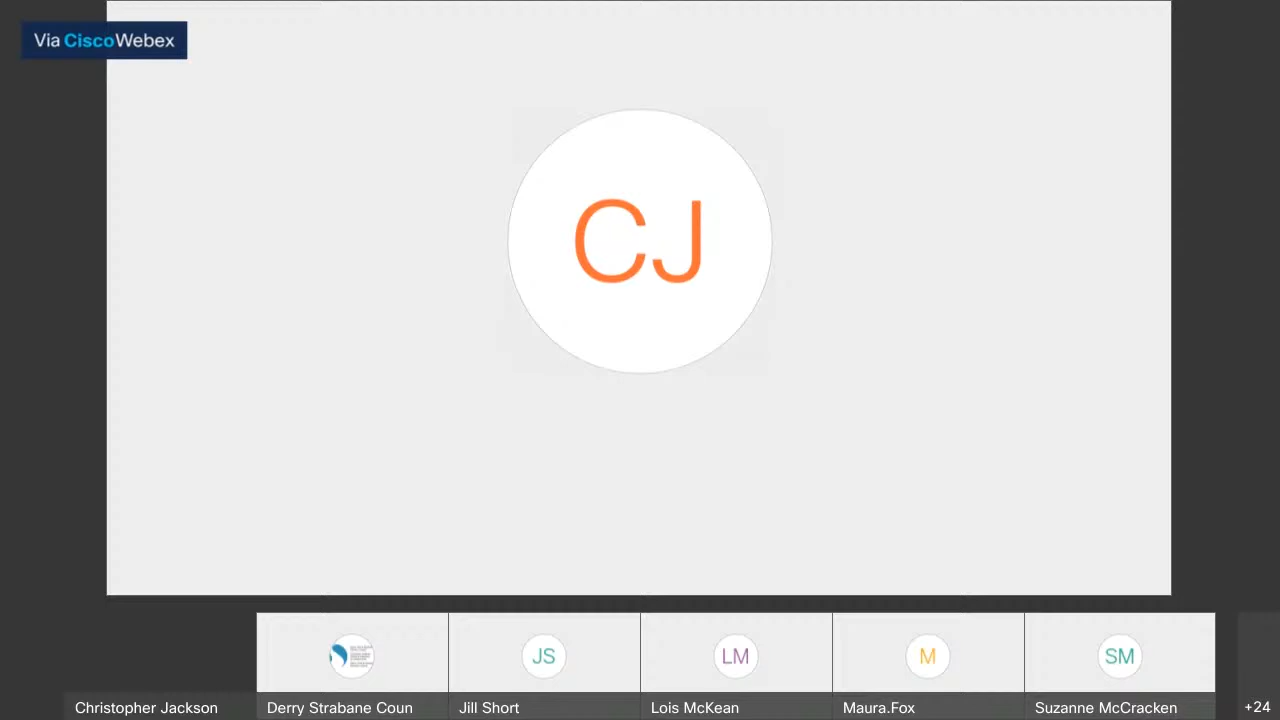 Via CiscoWebex
CJ
JS
LM
M
SM
Christopher Jackson
Derry Strabane Coun
Jill Short
Lois McKean
Maura.Fox
Suzanne McCracken
+24